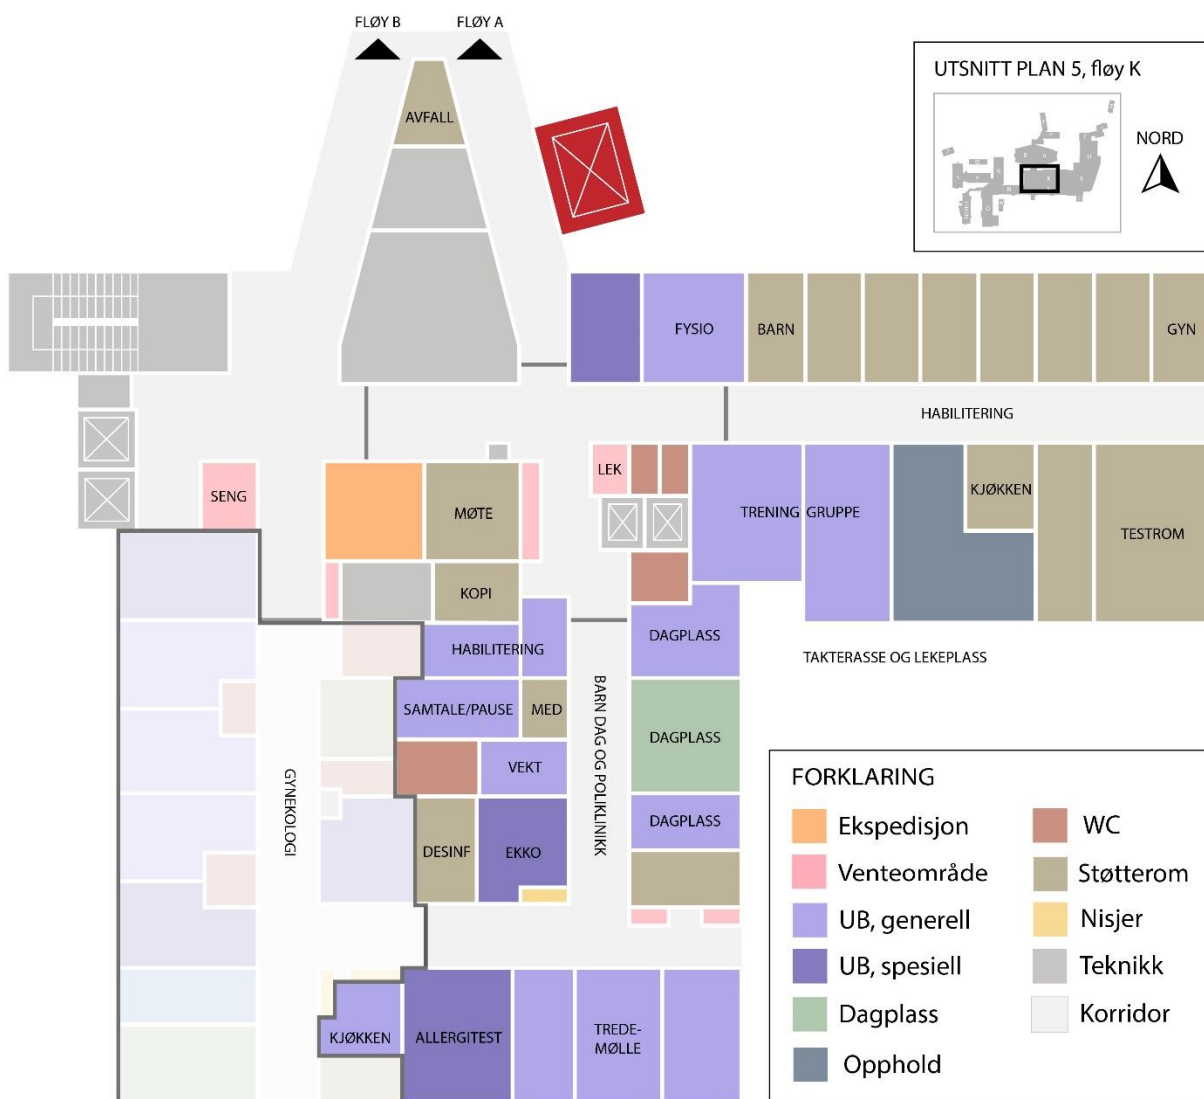 FLØY B
FLØY A
UTSNITT PLAN 5, fløy K
NORD
AVFALL
FYSIO
BARN
GYN
HABILITERING
SENG
MØTE
LEK
TRENING
GRUPPE
KJØKKEN
TESTROM
KOPI
HABILITERING
DAGPLASS
TAKTERASSE OG LEKEPLASS
SAMTALE/PAUSE
MED
BARN DAG OG POLIKLINIKK
DAGPLASS
VEKT
GYNEKOLOGI
DAGPLASS
DESINF
EKKO
KJØKKEN
ALLERGITEST
TREDE-
MØLLE
FORKLARING
Ekspedisjon
Venteområde
UB, generell
UB, spesiell
Dagplass
Opphold
WC
Støtterom
Nisjer
Teknikk
Korridor